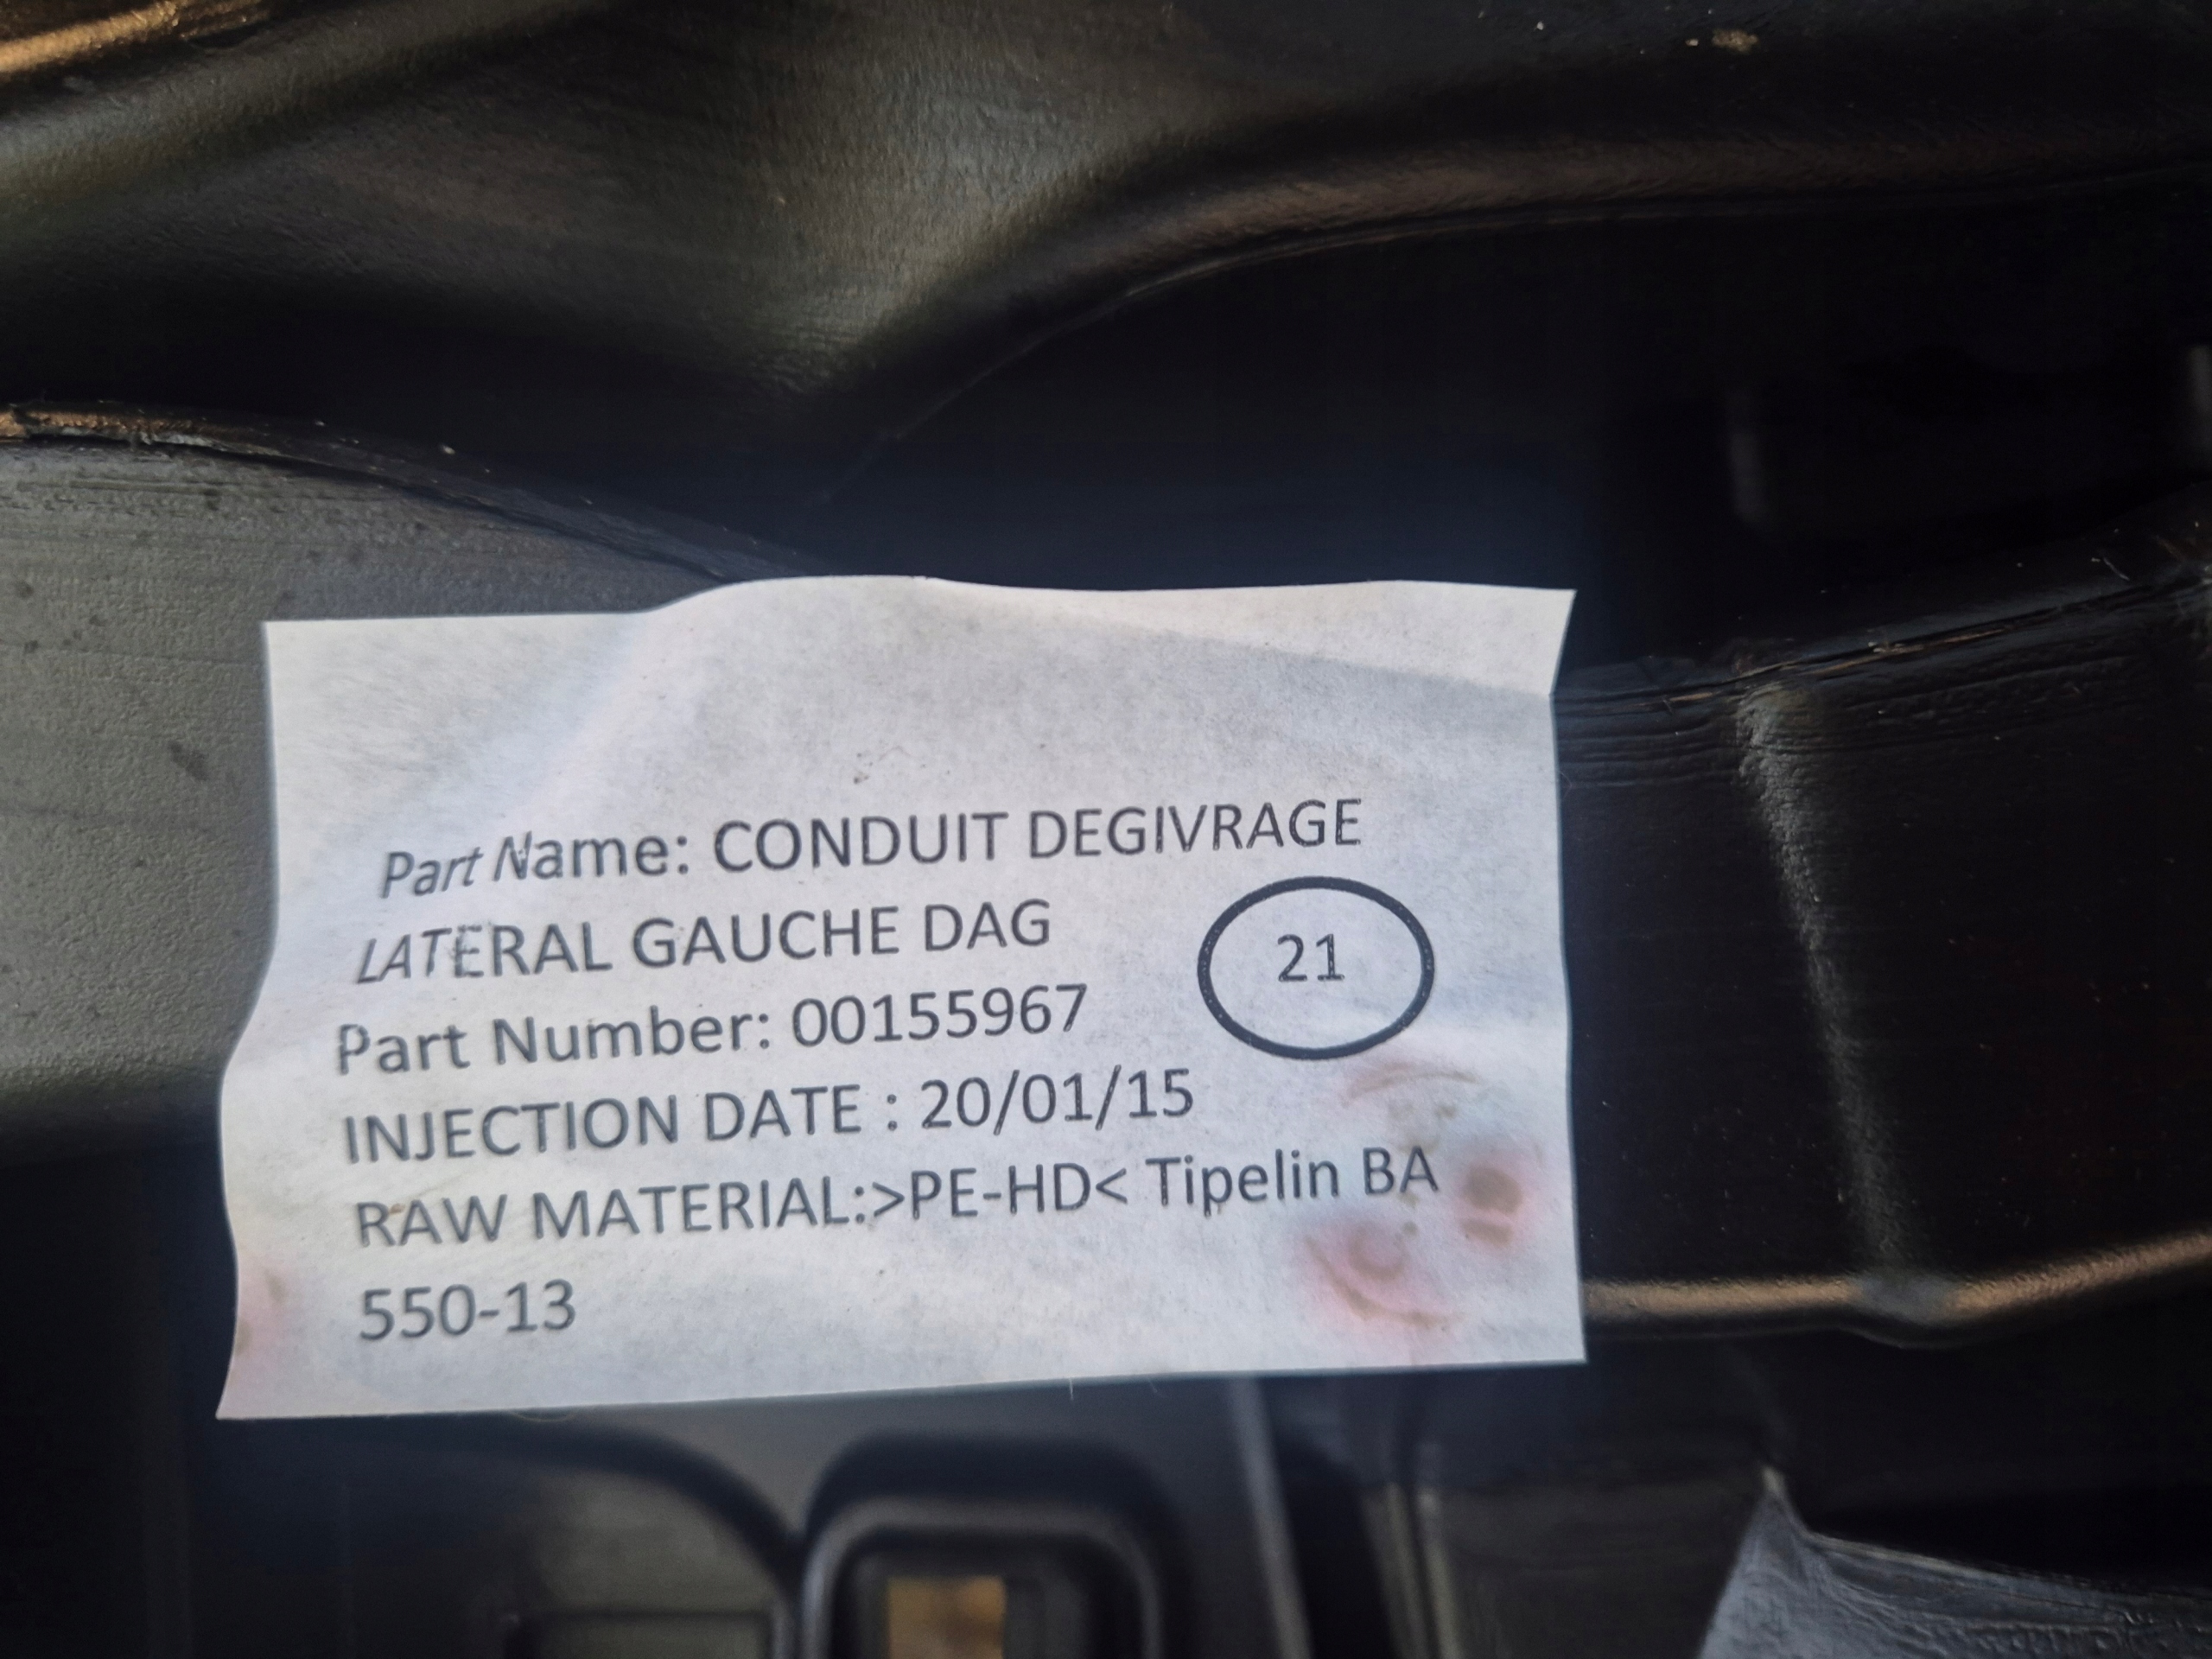 Part Name: CONDUIT DEGIVRAGE
LATERAL GAUCHE DAG
21
Part Number: 00155967
INJECTION DATE : 20/01/15
RAW MATERIAL:>PE-HD< Tipelin BA
550-13